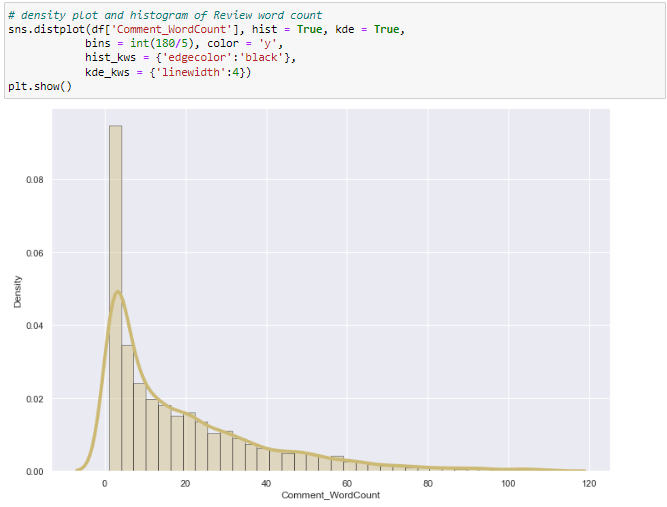 # density plot and histogram of Review word count
sns.distplot(df['Comment_WordCount'], hist = True, kde = True,
bins = int(180/5), color = 'y',
hist_kws = {'edgecolor':'black'},
kde_kws = {'linewidth':4})
plt.show()
0.08
0.06
0.04
0.02
0.00
Density
0 20 40 60 80 100 120
Comment_WordCount